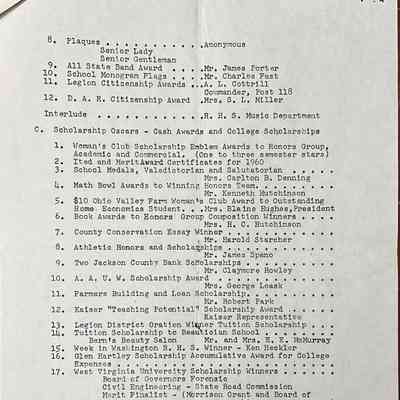 8. Plaques . . . . . . . . . . .Anonymous
Senior Lady
Senior Gentleman
9. All State Band Award . . . .Mr. James Porter
10. School Monogram Flags . . . .Mr. Charles Fast
11. Legion Citizenship Awards . . .A. L. Cottrill
Commander, Post 118
12. D. A. R. Citizenship Award .Mrs. S. L. Miller
Interlude . . . . . . . . . . . .R. H. S. Music Department
C. Scholarship Oscars - Cash Awards and College Scholarships
1. Woman's Club Scholarship Emblem Awards to Honors Group,
Academic and Commercial. (One to three semester stars)
2. Ited and Merit Award Certificates for 1960
3. School Medals, Valedictorian and Salutatorian . . . . .
Mrs. Carlton B. Denning
4. Math Bowl Awards to Winning Honors Team. . . . . . . . .
Mr. Kenneth Hutchinson
5. $10 Ohio Valley Farm Woman's Club Award to Outstanding
Home Economics Student. . .Mrs. Blaine Hughes,President
6. Book Awards to Honors Group Composition Winners . . . .
Mrs. H. C. Hutchinson
7. County Conservation Essay Winner . . . . . . . . . . . .
Mr. Harold Starcher
8. Athletic Honors and Scholarships . . . . . . . . . . . .
Mr. James Spano
9. Two Jackson County Bank Scholarships . . . . . . . . . .
Mr. Claymore Howley
10. A. A. U. W. Scholarship Award . . . . . . . . . . . . .
Mrs. George Leask
11. Farmers Building and Loan Scholarship. . . . . . . . . .
Mr. Robert Park
12. Kaiser "Teaching Potential" Scholarship Award . . . . .
Kaiser Representative
13. Legion District Oration Winner Tuition Scholarship . . .
14. Tuition Scholarship to Beautician School . . . . . . . .
Bern's Beauty Salon Mr. and Mrs. E. E. McMurray
15. Week in Washington R. H. S. Winner - Ken Heckler
16. Glen Hartley Scholarship Accumulative Award for College
Expenses . . . . . . . . . . . . . . . . . . . . . . .
17. West Virginia University Scholarship Winners . . . . . .
Board of Governors Forensic
Civil Engineering - State Road Commission
Merit Finalist - (Morrison Grant and Board of